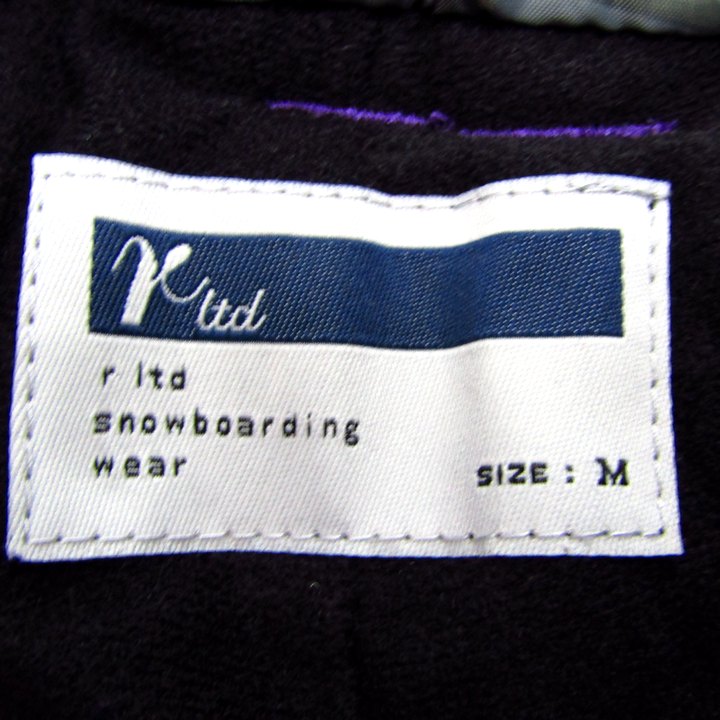 r ltd
r ltd
snowboarding
wear
SIZE : M